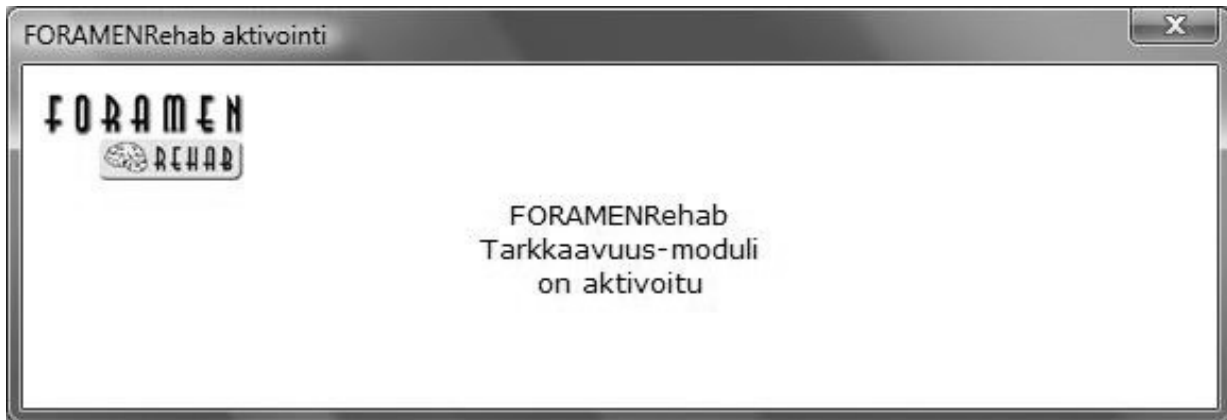 FORAMENRehab aktivointi
X
FORAMEN
REHAB
FORAMENRehab
Tarkkaavuus-moduli
on aktivoitu